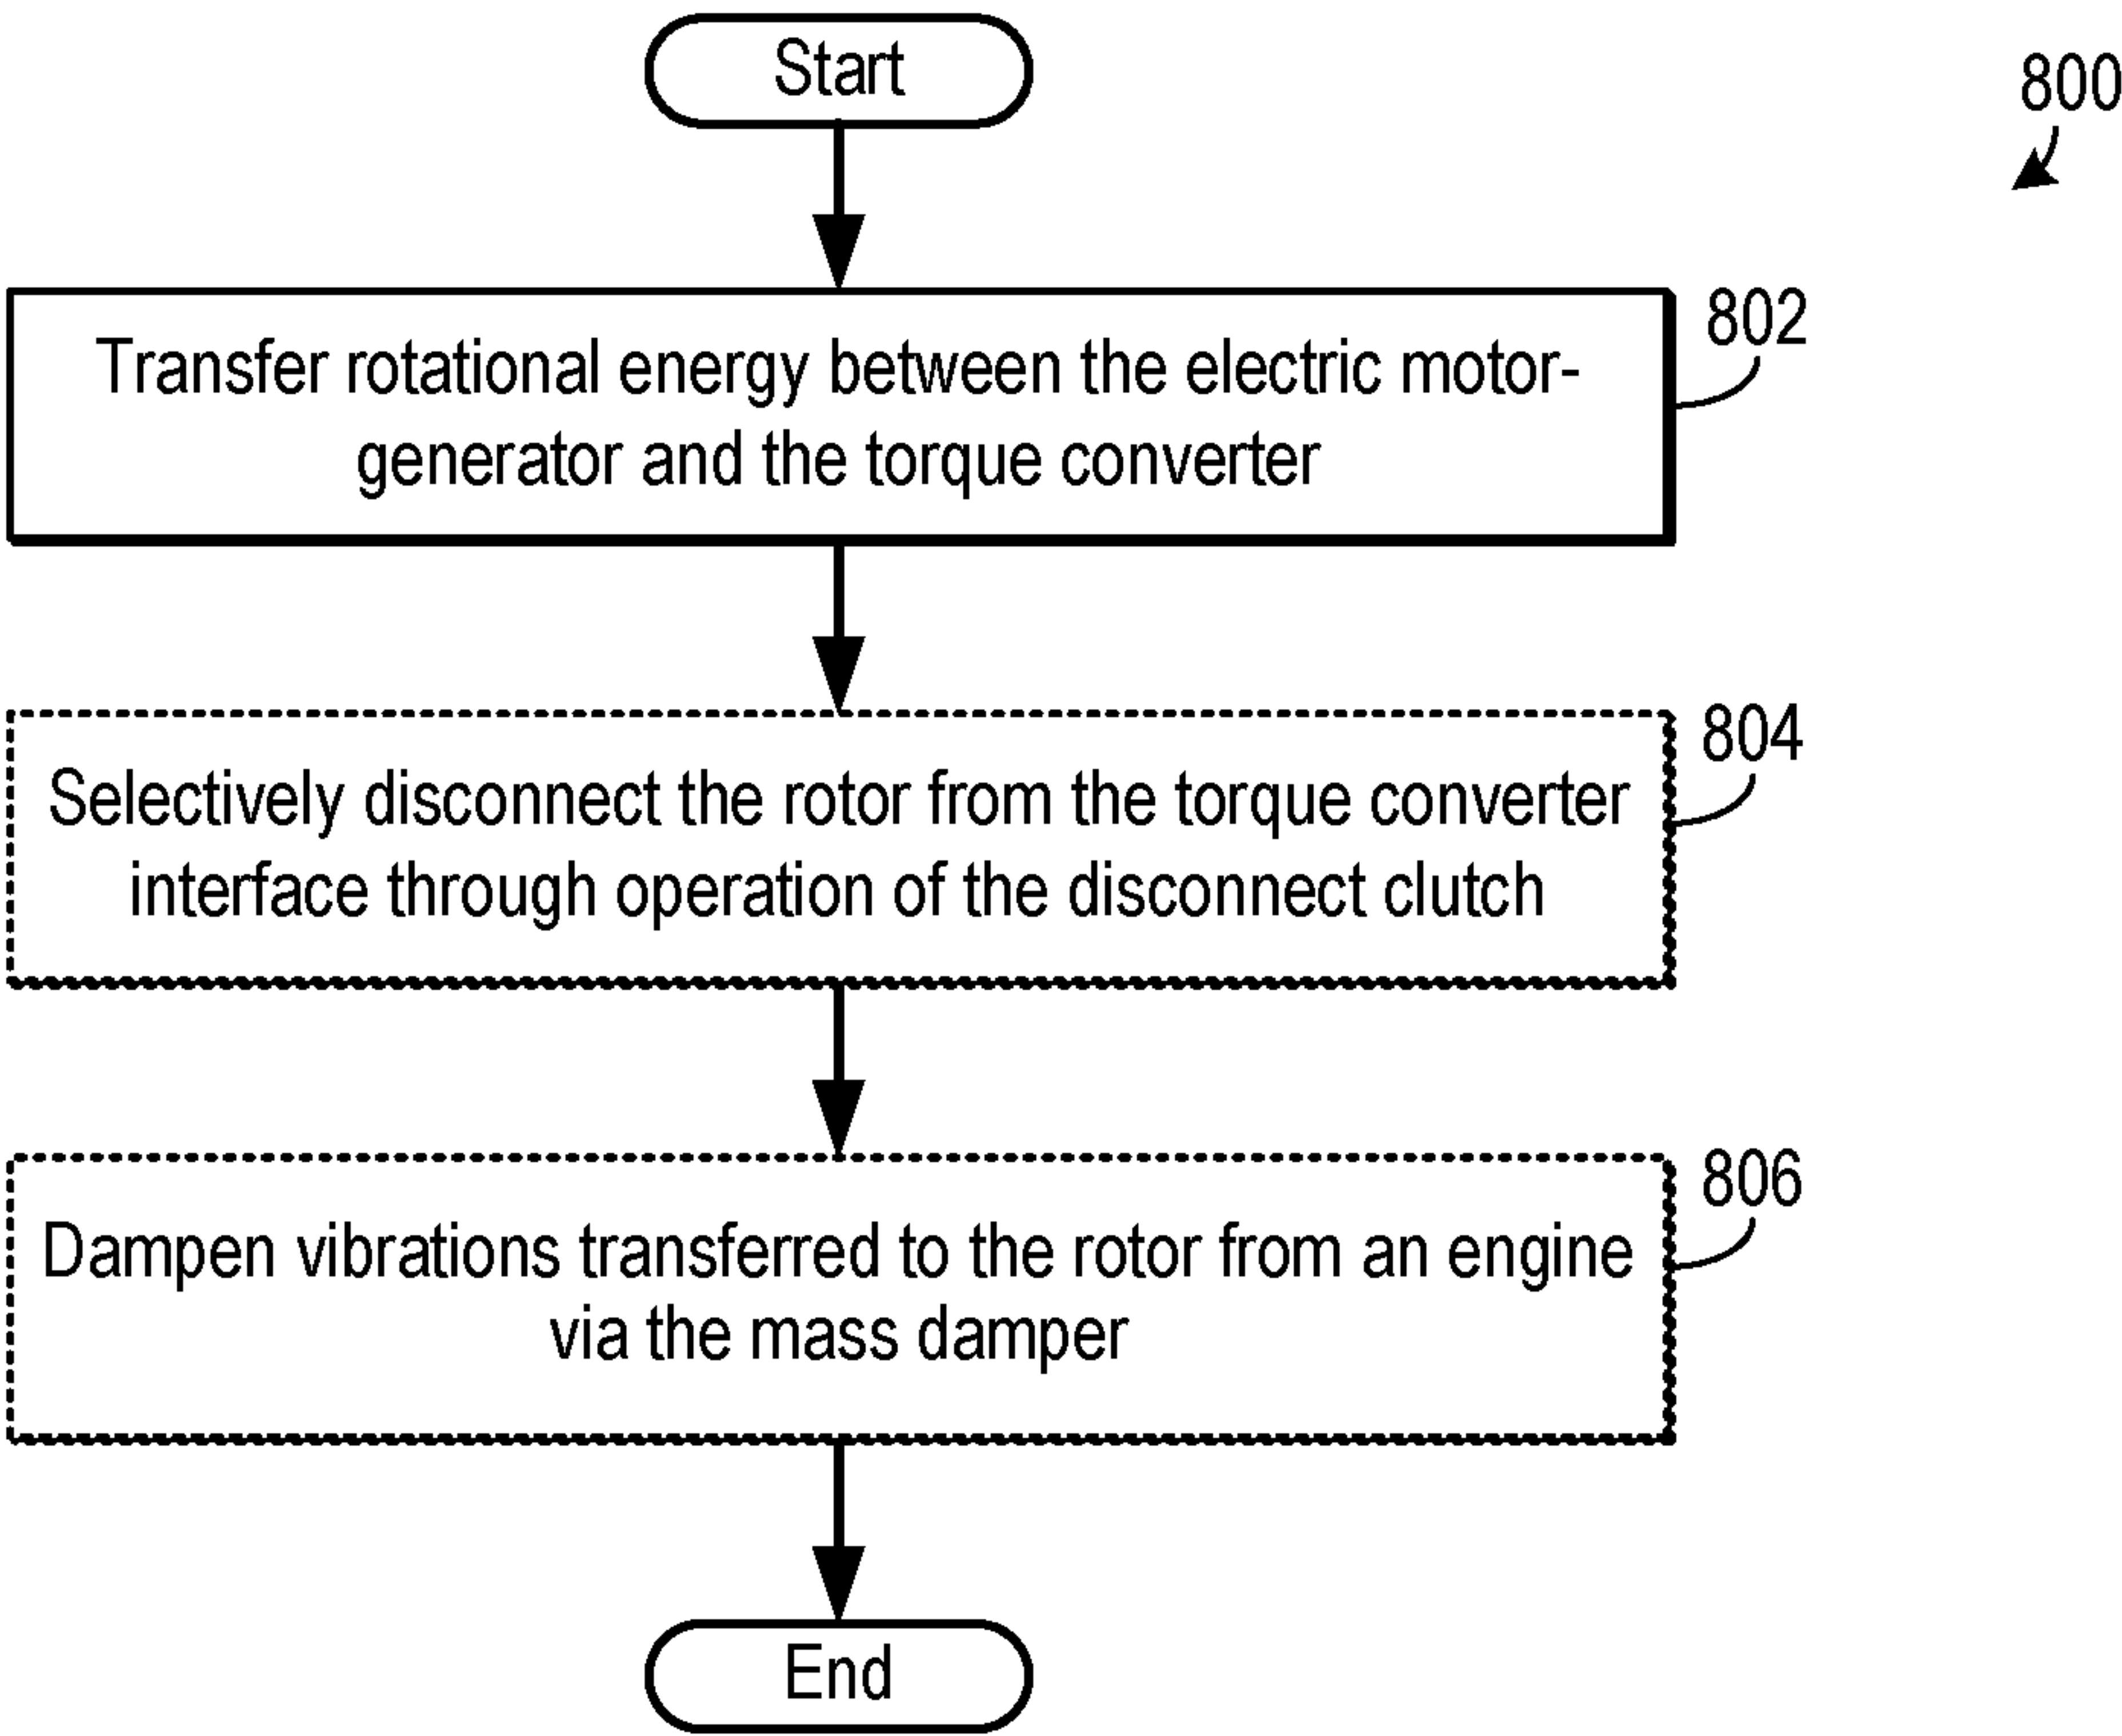 Start
800
802
Transfer rotational energy between the electric motor-
generator and the torque converter
804
Selectively disconnect the rotor from the torque converter
interface through operation of the disconnect clutch
806
Dampen vibrations transferred to the rotor from an engine
via the mass damper
End